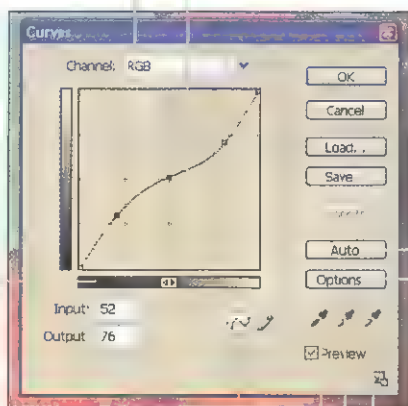 Curves
Channel: RGB
OK
Cancel
Load...
Save
Auto
Options
Input: 52
Output 76
Preview